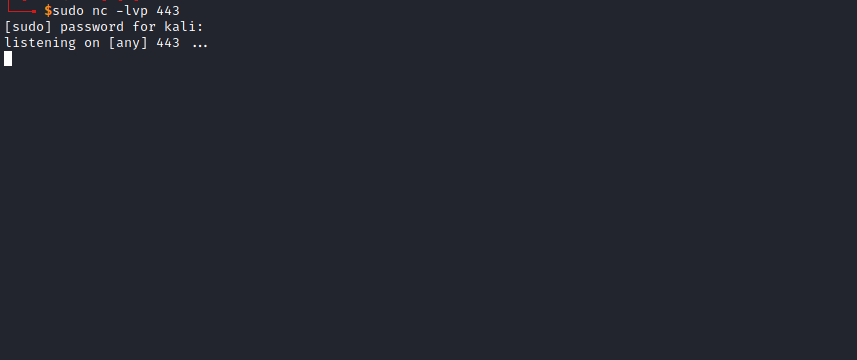 $sudo nc -lvp 443
[sudo] password for kali:
listening on [any] 443 ...